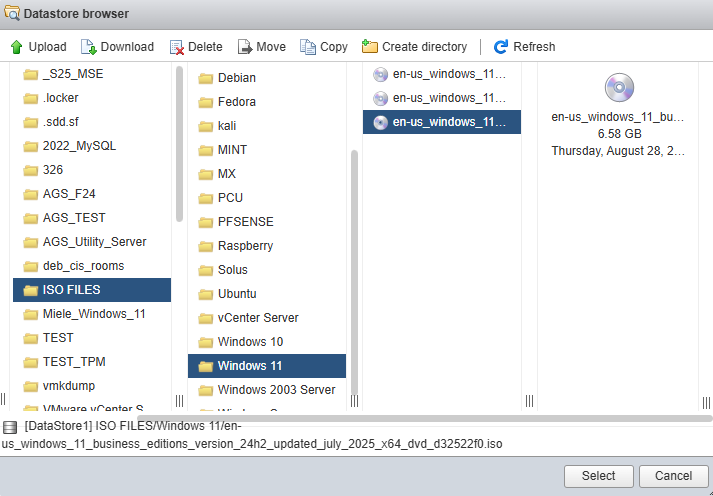 Datastore browser
Upload Download Delete Move Copy Create directory Refresh
_S25_MSE
.locker
.sdd.sf
2022_MySQL
326
AGS_F24
AGS_TEST
AGS_Utility_Server
deb_cis_rooms
ISO FILES
Miele_Windows_11
TEST
TEST_TPM
vmkdump
VMware vCenter S
Debian
Fedora
kali
MINT
MX
PCU
PFSENSE
Raspberry
Solus
Ubuntu
vCenter Server
Windows 10
Windows 11
Windows 2003 Server
en-us_windows_11...
en-us_windows_11...
en-us_windows_11...
en-us_windows_11_bu...
6.58 GB
Thursday, August 28, 2...
[DataStore1] ISO FILES/Windows 11/en-
us_windows_11_business_editions_version_24h2_updated_july_2025_x64_dvd_d32522f0.iso
Select Cancel